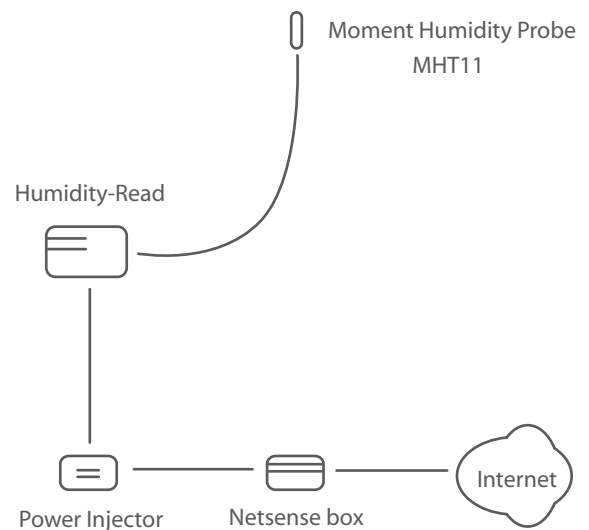 Moment Humidity Probe
MHT11
Humidity-Read
Internet
Power Injector
Netsense box